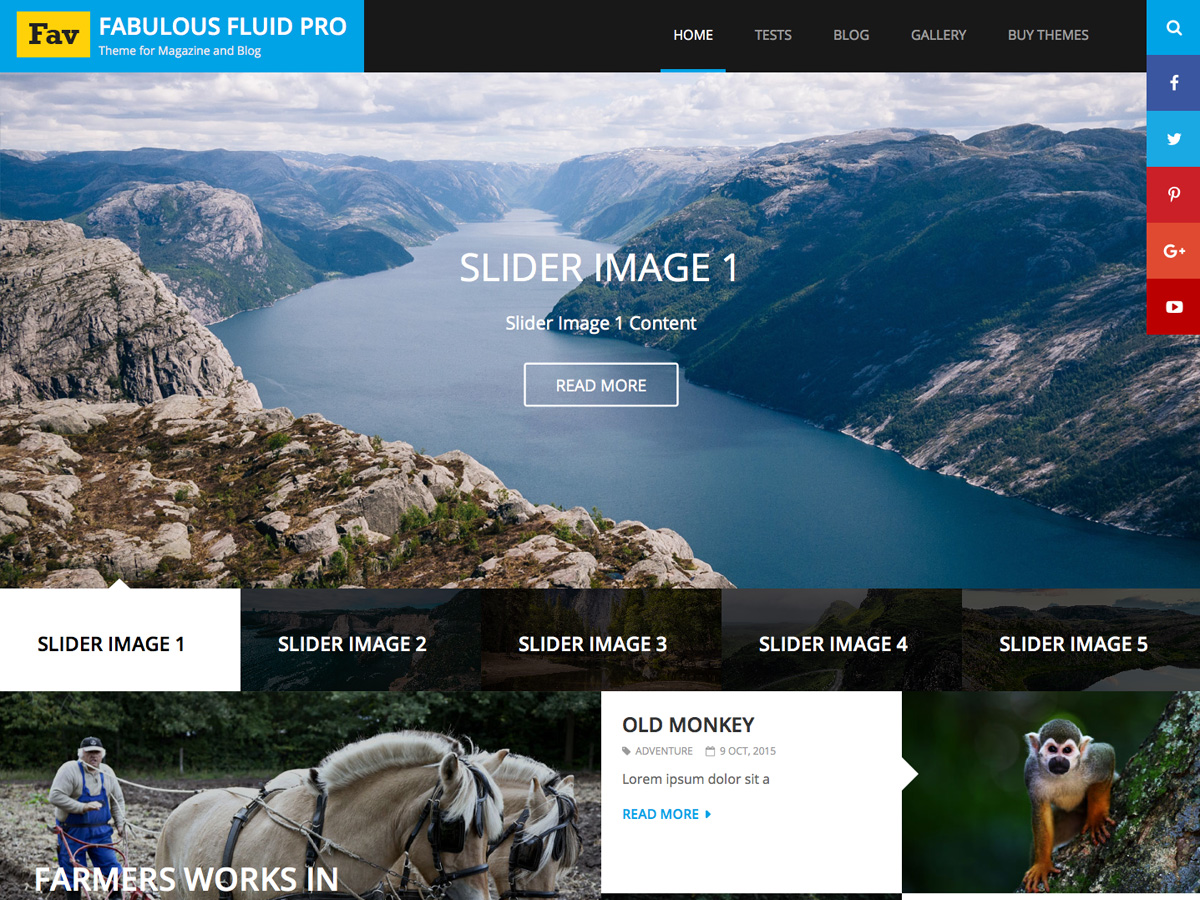 Fav
FABULOUS FLUID PRO
Theme for Magazine and Blog
HOME
TESTS
BLOG
GALLERY
BUY THEMES
G+
SLIDER IMAGE 1
Slider Image 1 Content
READ MORE
SLIDER IMAGE 1
SLIDER IMAGE 2
SLIDER IMAGE 3
SLIDER IMAGE 4
SLIDER IMAGE 5
OLD MONKEY
ADVENTURE 9 OCT, 2015
Lorem ipsum dolor sit a
READ MORE
FARMERS WORKS IN